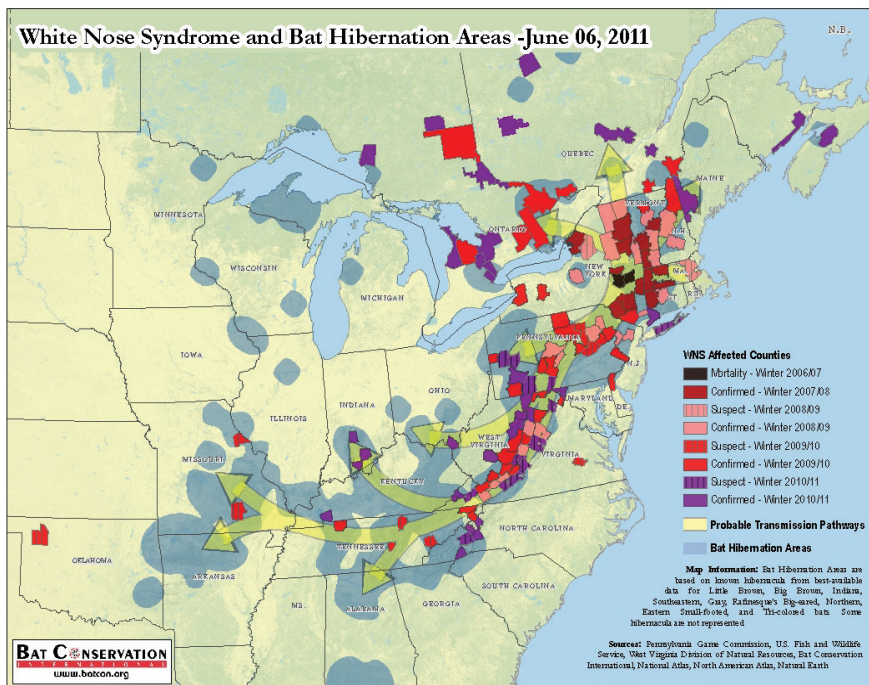 White Nose Syndrome and Bat Hibernation Areas -June 06, 2011
N.B.
QUEBEC
MAINE
MINNESOTA
VERMONT
ONTARIO
N.H.
WISCONSIN
NEW
YORK
MA.
MICHIGAN
CT.
R.I.
PENNSYLVANIA
IOWA
N.J.
OHIO
INDIANA
ILLINOIS
MARYLAND
DE.
WEST
VIRGINIA
VIRGINIA
MISSOURI
KENTUCKY
NORTH CAROLINA
TENNESSEE
OKLAHOMA
ARKANSAS
SOUTH CAROLINA
MS.
ALABAMA
GEORGIA
WNS Affected Counties
Mortality - Winter 2006/07
Confirmed - Winter 2007/08
Suspect - Winter 2008/09
Confirmed - Winter 2008/09
Suspect - Winter 2009/10
Confirmed - Winter 2009/10
Suspect - Winter 2010/11
Confirmed - Winter 2010/11
Probable Transmission Pathways
Bat Hibernation Areas
Map Information: Bat Hibernation Areas are
based on known hibernacula from best-available
data for Little Brown, Big Brown, Indiana,
Southeastern, Gray, Rafinesque's Big-eared, Northern,
Eastern Small-footed, and Tri-colored bats. Some
hibernacula are not represented
Sources: Pennsylvania Game Commission, U.S. Fish and Wildlife
Service, West Virginia Division of Natural Resources, Bat Conservation
International, National Atlas, North American Atlas, Natural Earth
BAT CONSERVATION
INTERNATIONAL
www.batcon.org